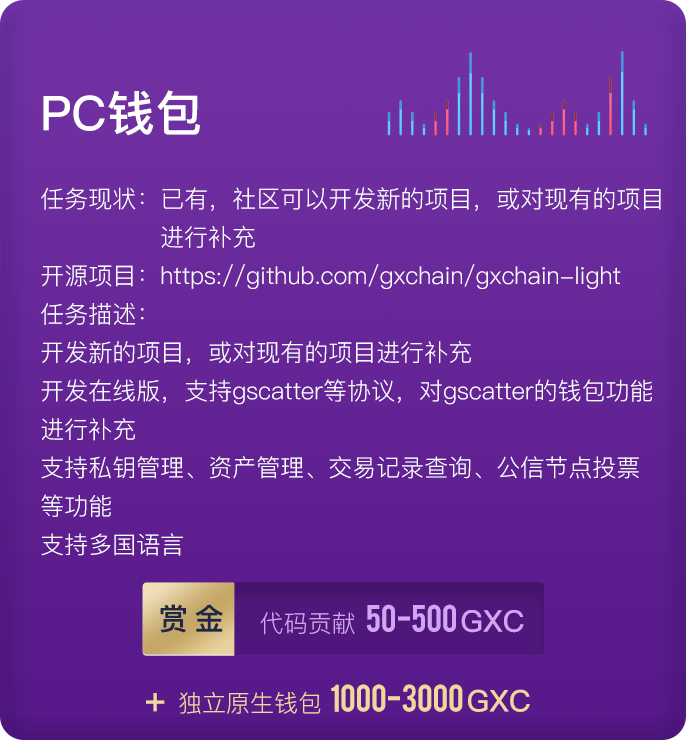 PC钱包
任务现状：已有，社区可以开发新的项目，或对现有的项目
进行补充
开源项目：https://github.com/gxchain/gxchain-light
任务描述：
开发新的项目，或对现有的项目进行补充
开发在线版，支持gscatter等协议，对gscatter的钱包功能
进行补充
支持私钥管理、资产管理、交易记录查询、公信节点投票
等功能
支持多国语言
赏金 代码贡献 50-500GXC
+ 独立原生钱包 1000-3000GXC